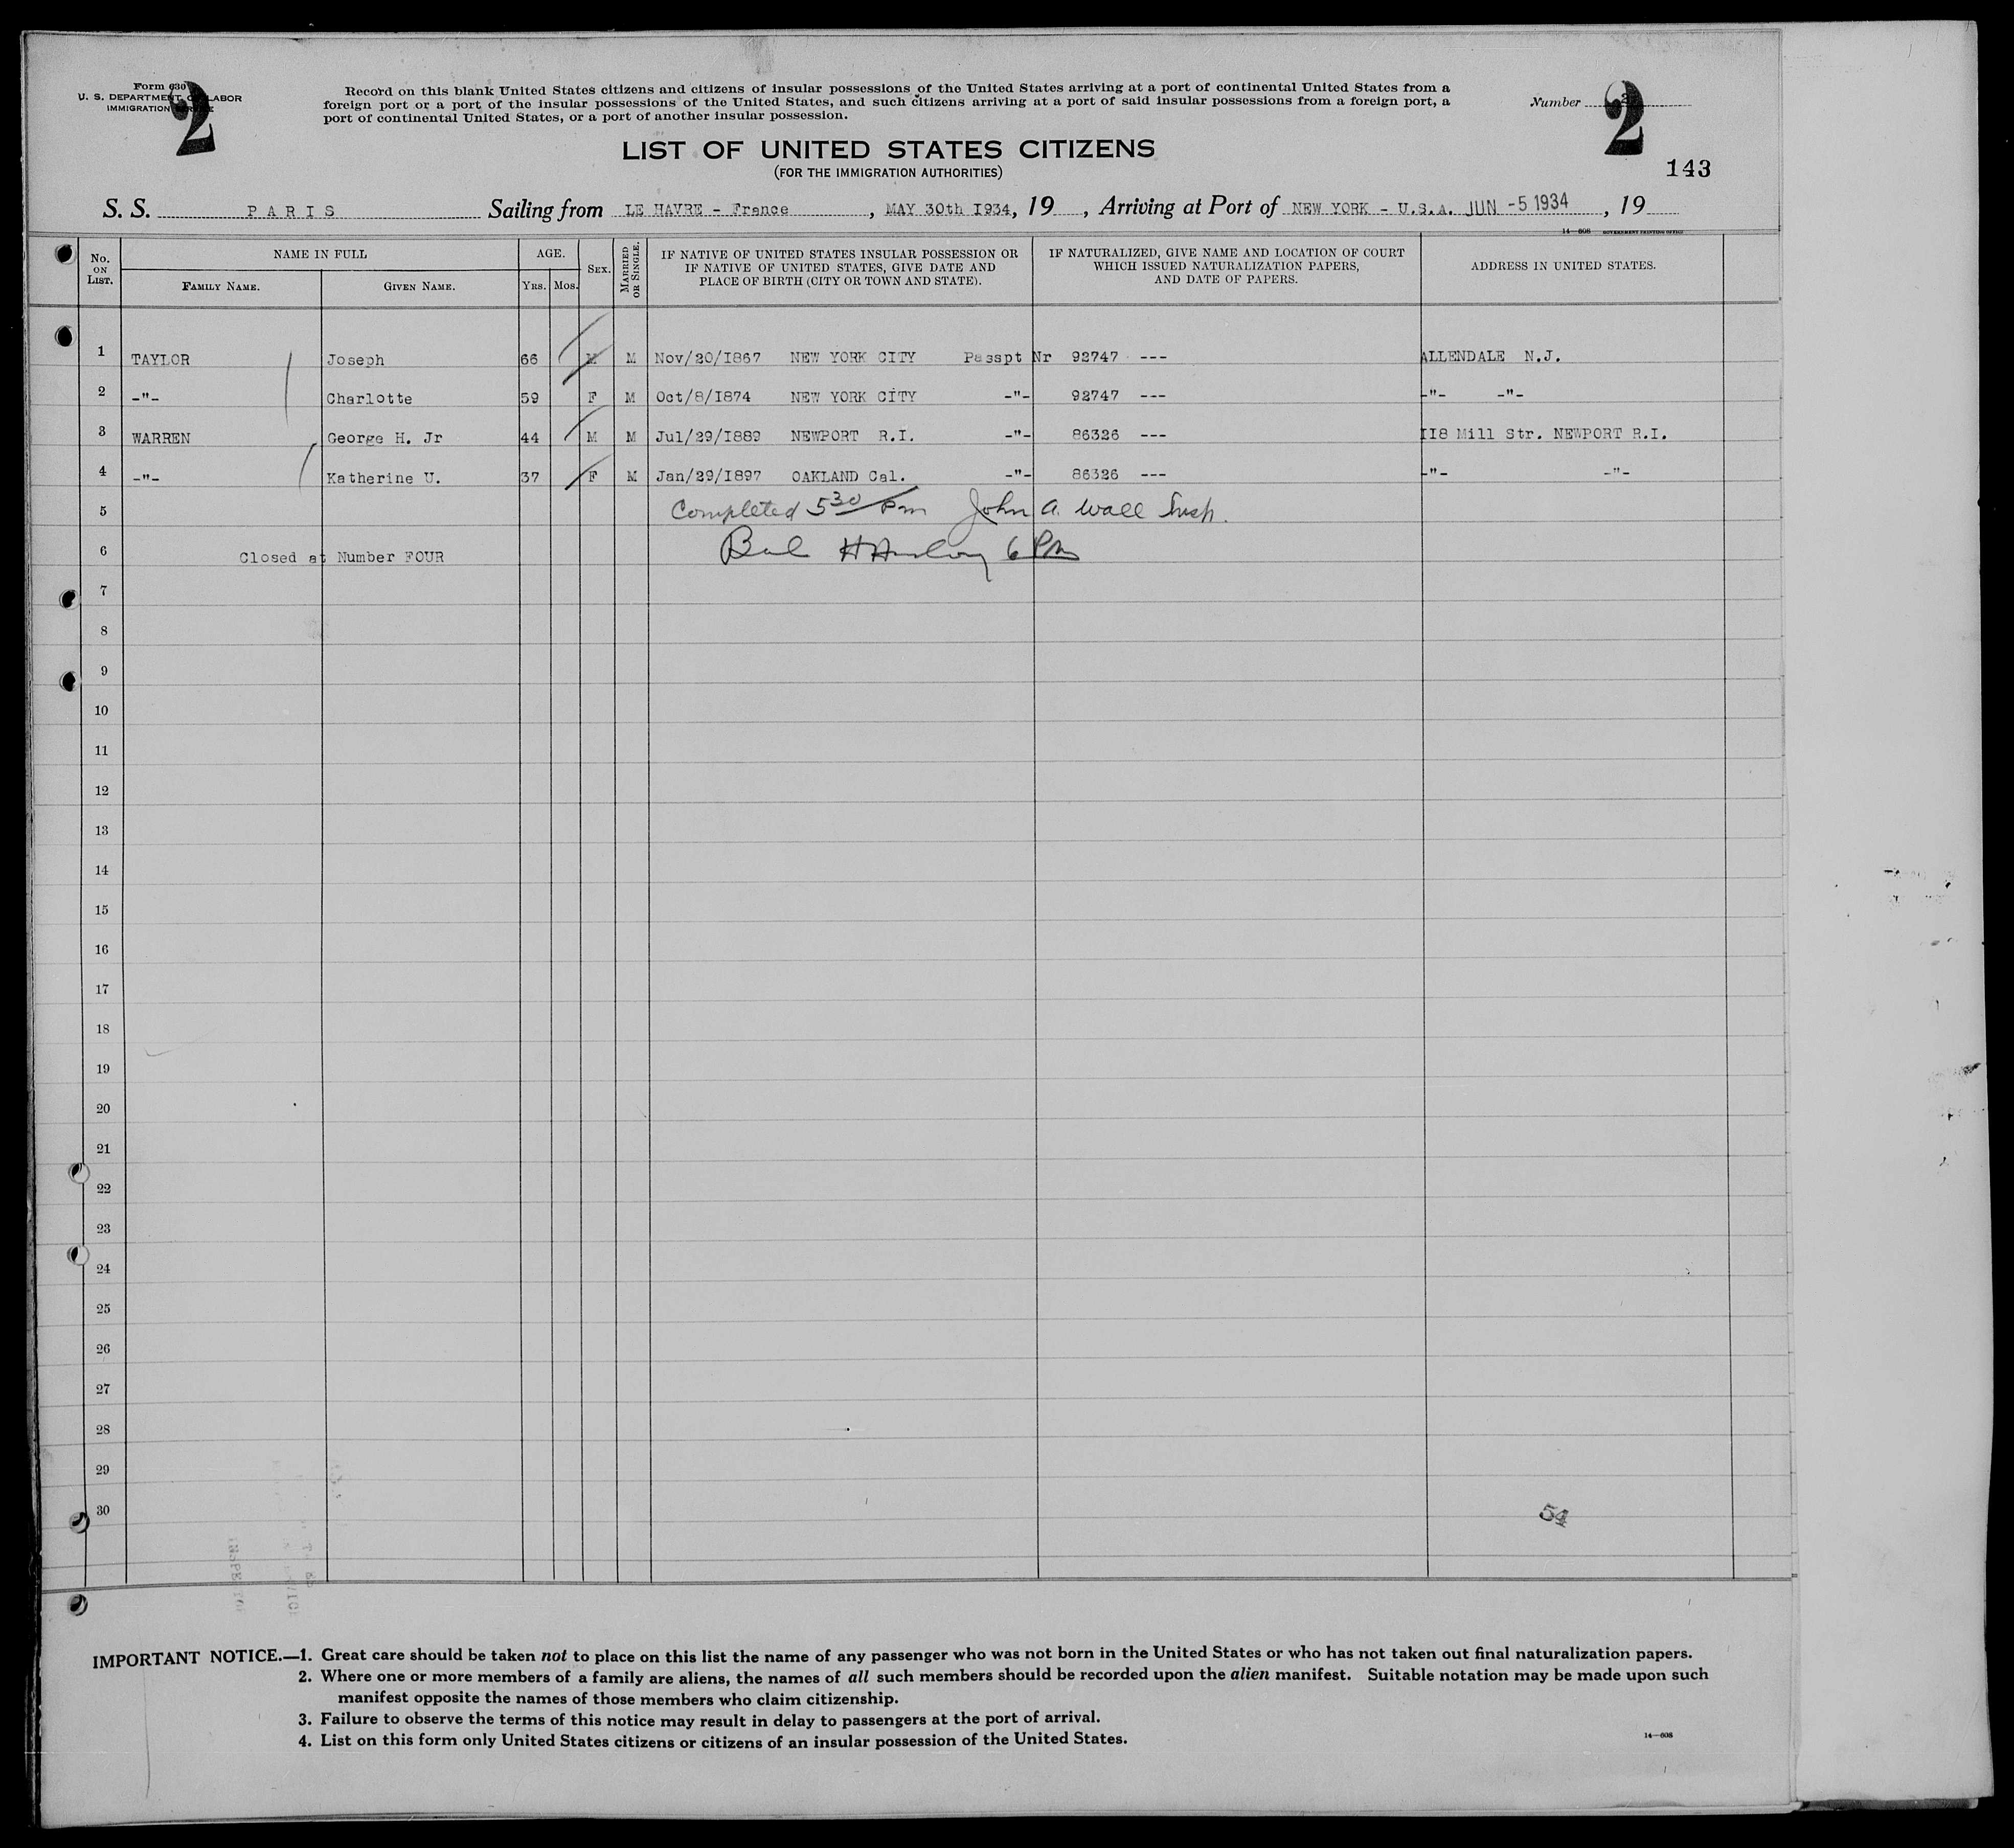 Form 630
U. S. DEPARTMENT OF LABOR
IMMIGRATION SERVICE
2
Record on this blank United States citizens and citizens of insular possessions of the United States arriving at a port of continental United States from a
foreign port or a port of the insular possessions of the United States, and such citizens arriving at a port of said insular possessions from a foreign port, a
port of continental United States, or a port of another insular possession.
Number
2
LIST OF UNITED STATES CITIZENS
(FOR THE IMMIGRATION AUTHORITIES)
143
S. S. PARIS Sailing from LE HAVRE - France, MAY 30th I934, 19 , Arriving at Port of NEW YORK - U.S.A. JUN -5 1934, 19
14—608 GOVERNMENT PRINTING OFFICE
No. ON LIST.
NAME IN FULL
FAMILY NAME. GIVEN NAME.
AGE.
YRS. MOS.
SEX.
MARRIED OR SINGLE.
IF NATIVE OF UNITED STATES INSULAR POSSESSION OR
IF NATIVE OF UNITED STATES, GIVE DATE AND
PLACE OF BIRTH (CITY OR TOWN AND STATE).
IF NATURALIZED, GIVE NAME AND LOCATION OF COURT
WHICH ISSUED NATURALIZATION PAPERS,
AND DATE OF PAPERS.
ADDRESS IN UNITED STATES.
1 TAYLOR Joseph 66 M M Nov/20/I867 NEW YORK CITY Passpt Nr 92747 --- ALLENDALE N.J.
2 -"- Charlotte 59 F M Oct/8/I874 NEW YORK CITY -"- 92747 --- -"- -"-
3 WARREN George H. Jr 44 M M Jul/29/I889 NEWPORT R.I. -"- 86326 --- II8 Mill Str. NEWPORT R.I.
4 -"- Katherine U. 37 F M Jan/29/I897 OAKLAND Cal. -"- 86326 --- -"- -"-
5 Completed 5 30 Pm John A. Wall Insp.
6 Closed at Number FOUR 6 PM
7
8
9
10
11
12
13
14
15
16
17
18
19
20
21
22
23
24
25
26
27
28
29
30
54
IMPORTANT NOTICE.—1. Great care should be taken not to place on this list the name of any passenger who was not born in the United States or who has not taken out final naturalization papers.
2. Where one or more members of a family are aliens, the names of all such members should be recorded upon the alien manifest. Suitable notation may be made upon such
manifest opposite the names of those members who claim citizenship.
3. Failure to observe the terms of this notice may result in delay to passengers at the port of arrival.
4. List on this form only United States citizens or citizens of an insular possession of the United States.
14—608